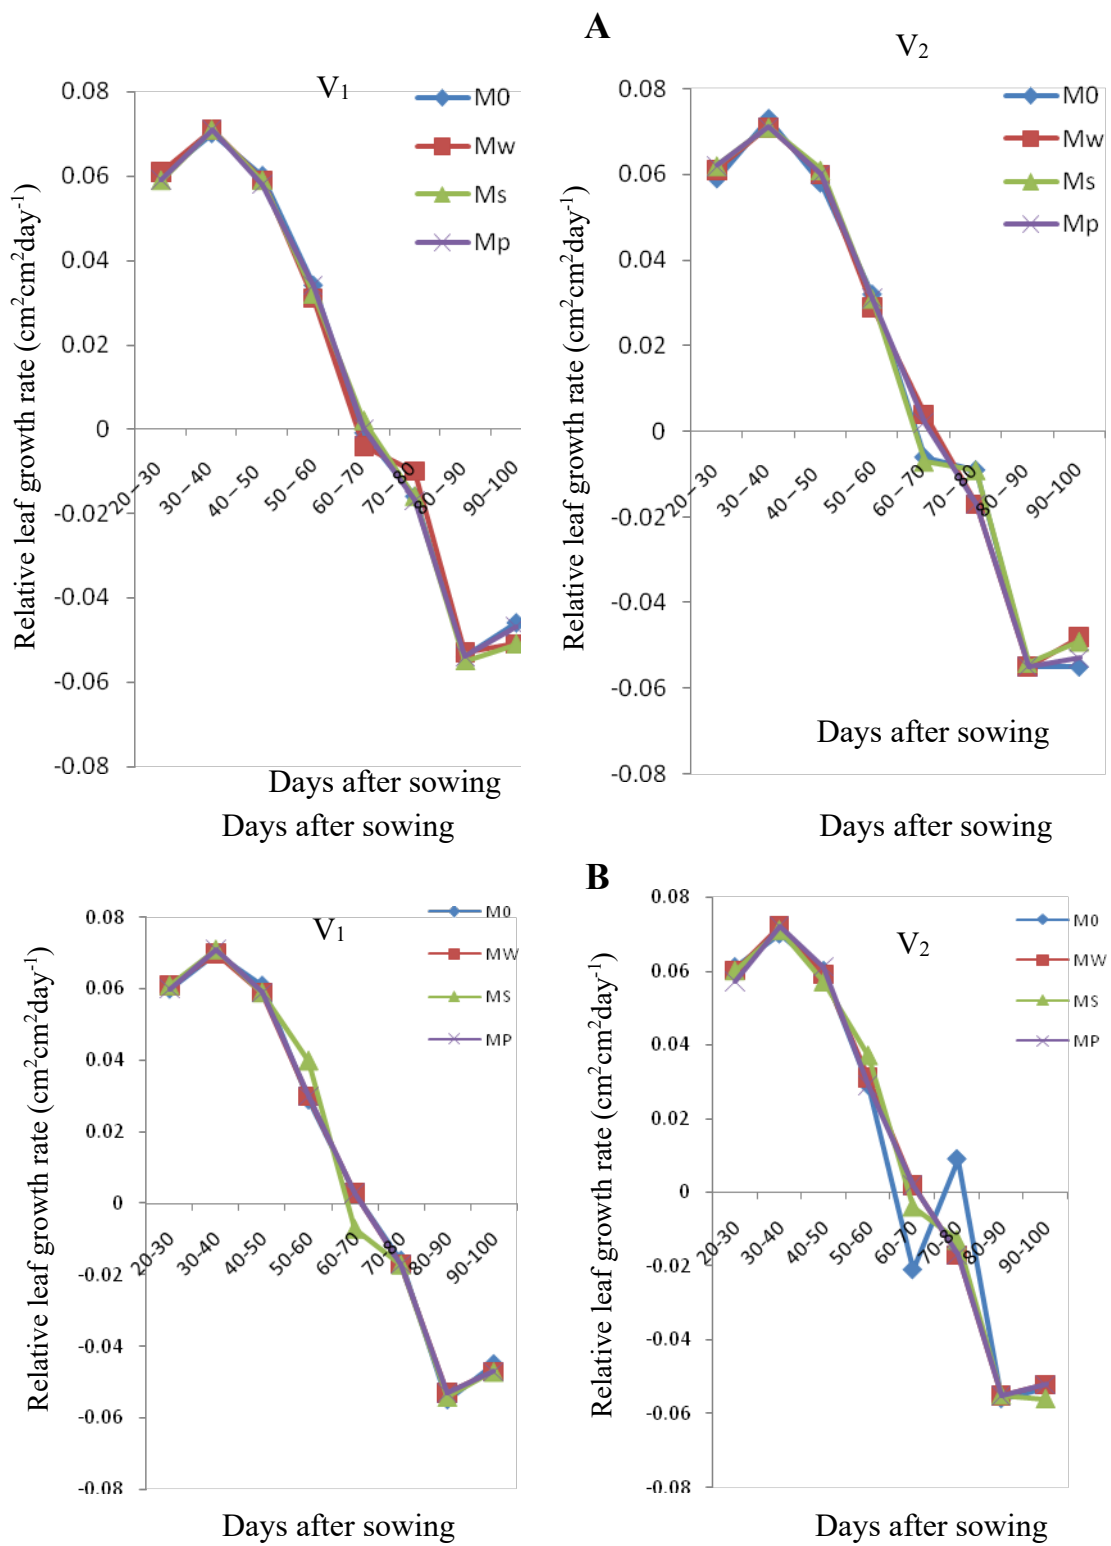 A
V1
V2
M0
Mw
Ms
Mp
0.08
0.06
0.04
0.02
0
-0.02
-0.04
-0.06
-0.08
20–30
30–40
40–50
50–60
60–70
70–80
80–90
90–100
Relative leaf growth rate (cm²cm²day⁻¹)
Days after sowing
Days after sowing
M0
Mw
Ms
Mp
0.08
0.06
0.04
0.02
0
-0.02
-0.04
-0.06
-0.08
20–30
30–40
40–50
50–60
60–70
70–80
80–90
90–100
Relative leaf growth rate (cm²cm²day⁻¹)
Days after sowing
Days after sowing
B
V1
V2
M0
MW
MS
MP
0.08
0.06
0.04
0.02
0
-0.02
-0.04
-0.06
-0.08
20-30
30-40
40-50
50-60
60-70
70-80
80-90
90-100
Relative leaf growth rate (cm²cm²day⁻¹)
Days after sowing
M0
MW
MS
MP
0.08
0.06
0.04
0.02
0
-0.02
-0.04
-0.06
-0.08
20-30
30-40
40-50
50-60
60-70
70-80
80-90
90-100
Relative leaf growth rate (cm²cm²day⁻¹)
Days after sowing